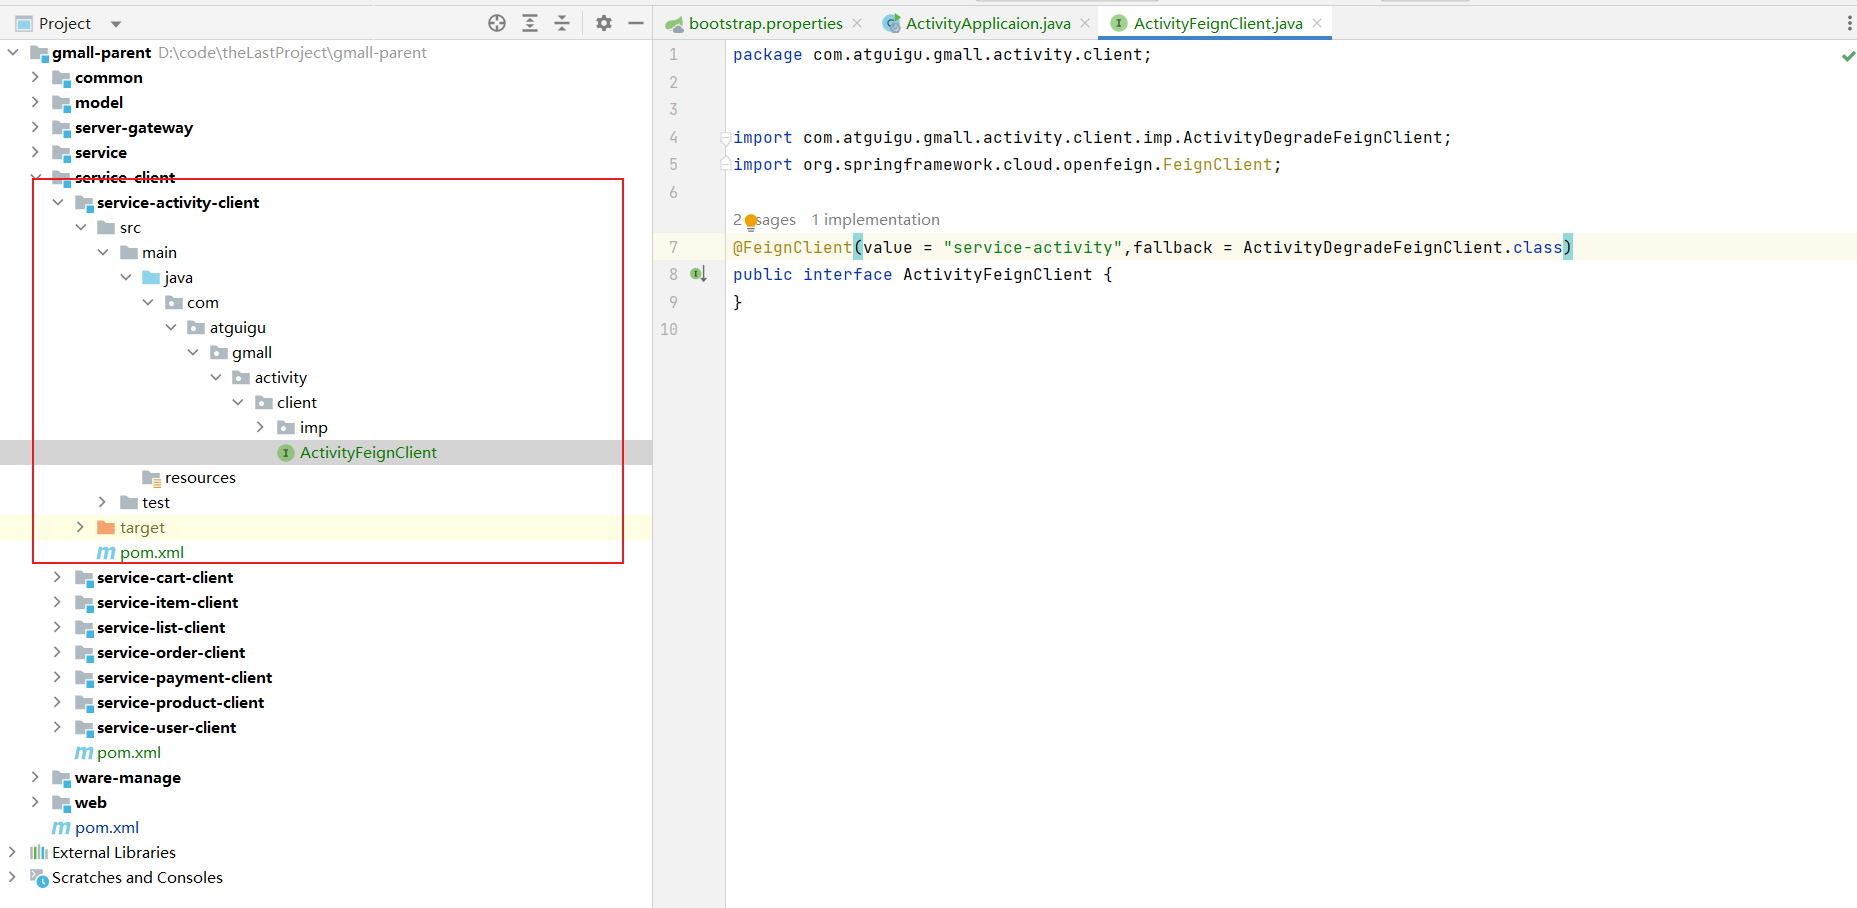 Project
gmall-parent D:\code\theLastProject\gmall-parent
common
model
server-gateway
service
service-client
service-activity-client
src
main
java
com
atguigu
gmall
activity
client
imp
ActivityFeignClient
resources
test
target
pom.xml
service-cart-client
service-item-client
service-list-client
service-order-client
service-payment-client
service-product-client
service-user-client
pom.xml
ware-manage
web
pom.xml
External Libraries
Scratches and Consoles
bootstrap.properties
ActivityApplicaion.java
ActivityFeignClient.java
1 package com.atguigu.gmall.activity.client;
2
3
4 import com.atguigu.gmall.activity.client.imp.ActivityDegradeFeignClient;
5 import org.springframework.cloud.openfeign.FeignClient;
6
2 usages 1 implementation
7 @FeignClient(value = "service-activity",fallback = ActivityDegradeFeignClient.class)
8 public interface ActivityFeignClient {
9 }
10